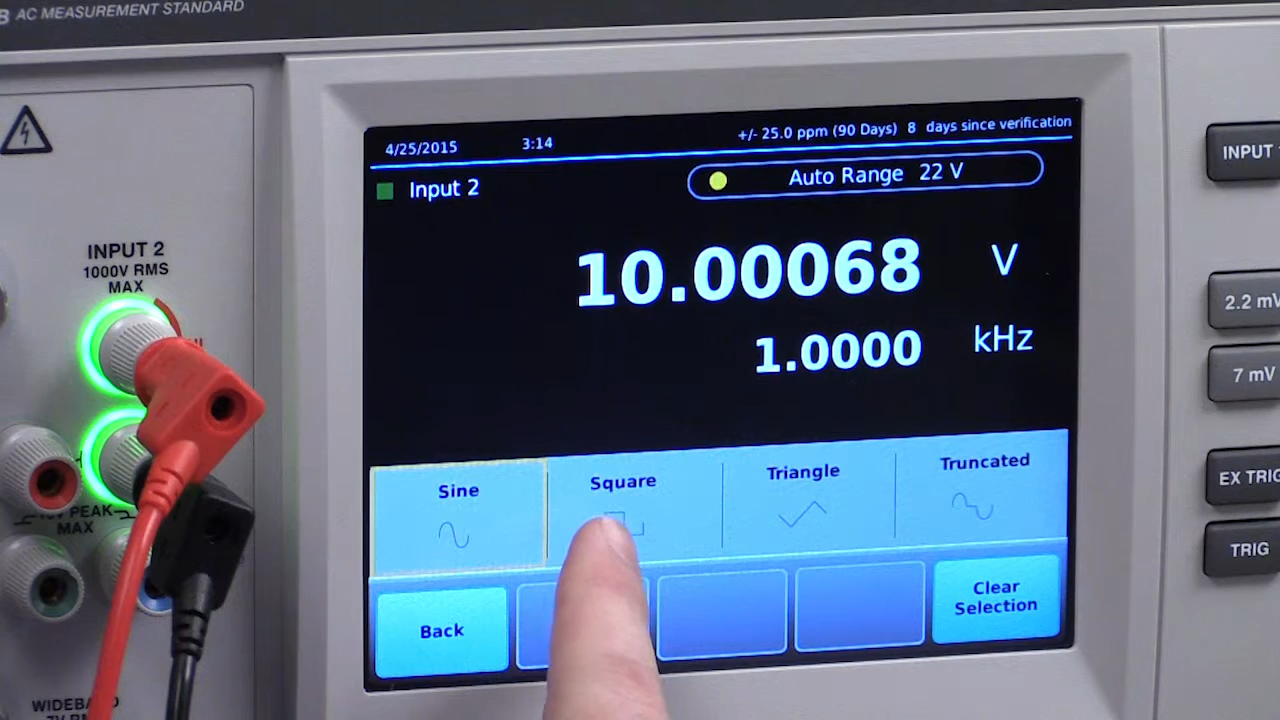 B AC MEASUREMENT STANDARD
4/25/2015 3:14 +/- 25.0 ppm (90 Days) 8 days since verification
Input 2 Auto Range 22 V
10.00068 V
1.0000 kHz
Sine Square Triangle Truncated
Back Clear Selection
INPUT 2
1000V RMS
MAX
PEAK
MAX
INPUT
2.2 mV
7 mV
EX TRIG
TRIG